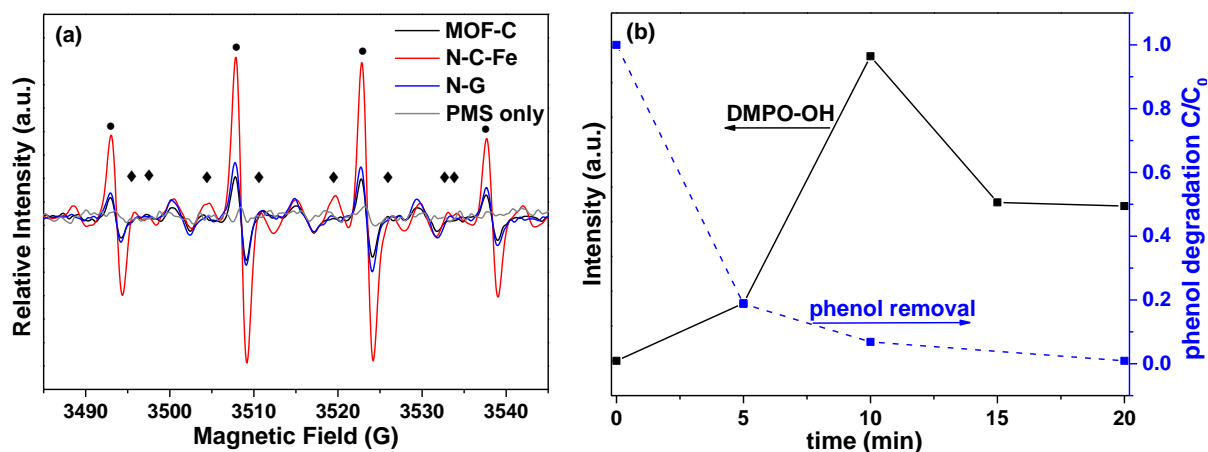 (a)
MOF-C
N-C-Fe
N-G
PMS only
Relative Intensity (a.u.)
3490 3500 3510 3520 3530 3540
Magnetic Field (G)
(b)
DMPO-OH
phenol removal
Intensity (a.u.)
0 5 10 15 20
time (min)
1.0
0.8
0.6
0.4
0.2
0.0
phenol degradation C/C₀